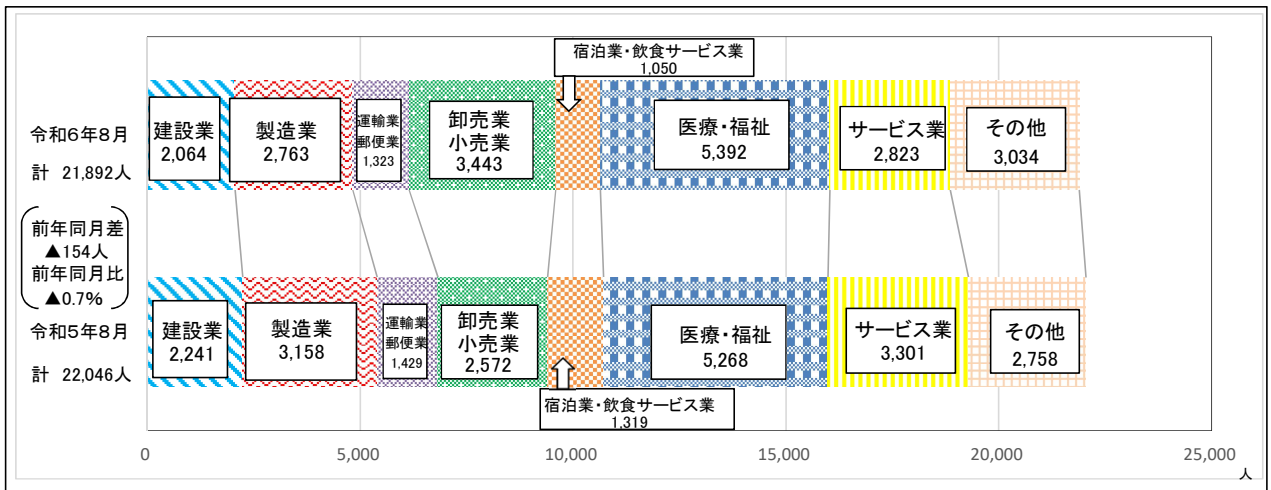 宿泊業・飲食サービス業
1,050
令和6年8月
計 21,892人
建設業
2,064
製造業
2,763
運輸業
郵便業
1,323
卸売業
小売業
3,443
医療・福祉
5,392
サービス業
2,823
その他
3,034
前年同月差
▲154人
前年同月比
▲0.7%
令和5年8月
計 22,046人
建設業
2,241
製造業
3,158
運輸業
郵便業
1,429
卸売業
小売業
2,572
医療・福祉
5,268
サービス業
3,301
その他
2,758
宿泊業・飲食サービス業
1,319
0 5,000 10,000 15,000 20,000 25,000
人